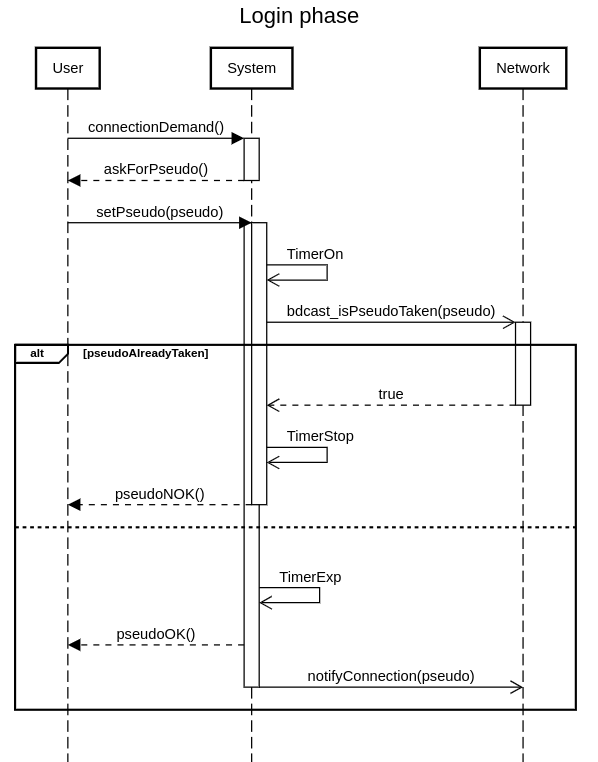 Login phase
User
System
Network
connectionDemand()
askForPseudo()
setPseudo(pseudo)
TimerOn
bdcast_isPseudoTaken(pseudo)
alt
[pseudoAlreadyTaken]
true
TimerStop
pseudoNOK()
TimerExp
pseudoOK()
notifyConnection(pseudo)